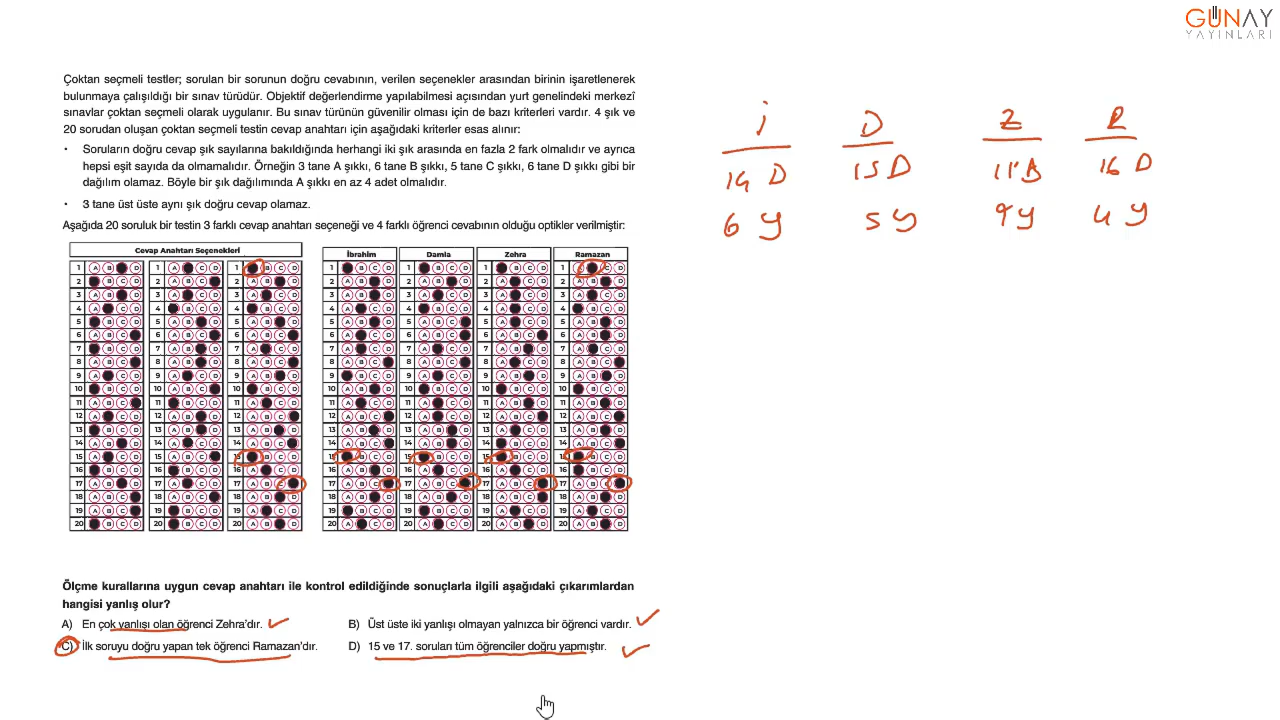 GÜNAY
YAYINLARI
Çoktan seçmeli testler; sorulan bir sorunun doğru cevabının, verilen seçenekler arasından birinin işaretlenerek
bulunmaya çalışıldığı bir sınav türüdür. Objektif değerlendirme yapılabilmesi açısından yurt genelindeki merkezî
sınavlar çoktan seçmeli olarak uygulanır. Bu sınav türünün güvenilir olması için de bazı kriterleri vardır. 4 şık ve
20 sorudan oluşan çoktan seçmeli testin cevap anahtarı için aşağıdaki kriterler esas alınır:
• Soruların doğru cevap şık sayılarına bakıldığında herhangi iki şık arasında en fazla 2 fark olmalıdır ve ayrıca
hepsi eşit sayıda da olmamalıdır. Örneğin 3 tane A şıkkı, 6 tane B şıkkı, 5 tane C şıkkı, 6 tane D şıkkı gibi bir
dağılım olamaz. Böyle bir şık dağılımında A şıkkı en az 4 adet olmalıdır.
• 3 tane üst üste aynı şık doğru cevap olamaz.
Aşağıda 20 soruluk bir testin 3 farklı cevap anahtarı seçeneği ve 4 farklı öğrenci cevabının olduğu optikler verilmiştir:
Cevap Anahtarı Seçenekleri
İbrahim Damla Zehra Ramazan
Ölçme kurallarına uygun cevap anahtarı ile kontrol edildiğinde sonuçlarla ilgili aşağıdaki çıkarımlardan
hangisi yanlış olur?
A) En çok yanlışı olan öğrenci Zehra'dır. B) Üst üste iki yanlışı olmayan yalnızca bir öğrenci vardır.
C) İlk soruyu doğru yapan tek öğrenci Ramazan'dır. D) 15 ve 17. soruları tüm öğrenciler doğru yapmıştır.
İ D Z R
14 D 15 D 11 D 16 D
6 y 5 y 9 y 4 y